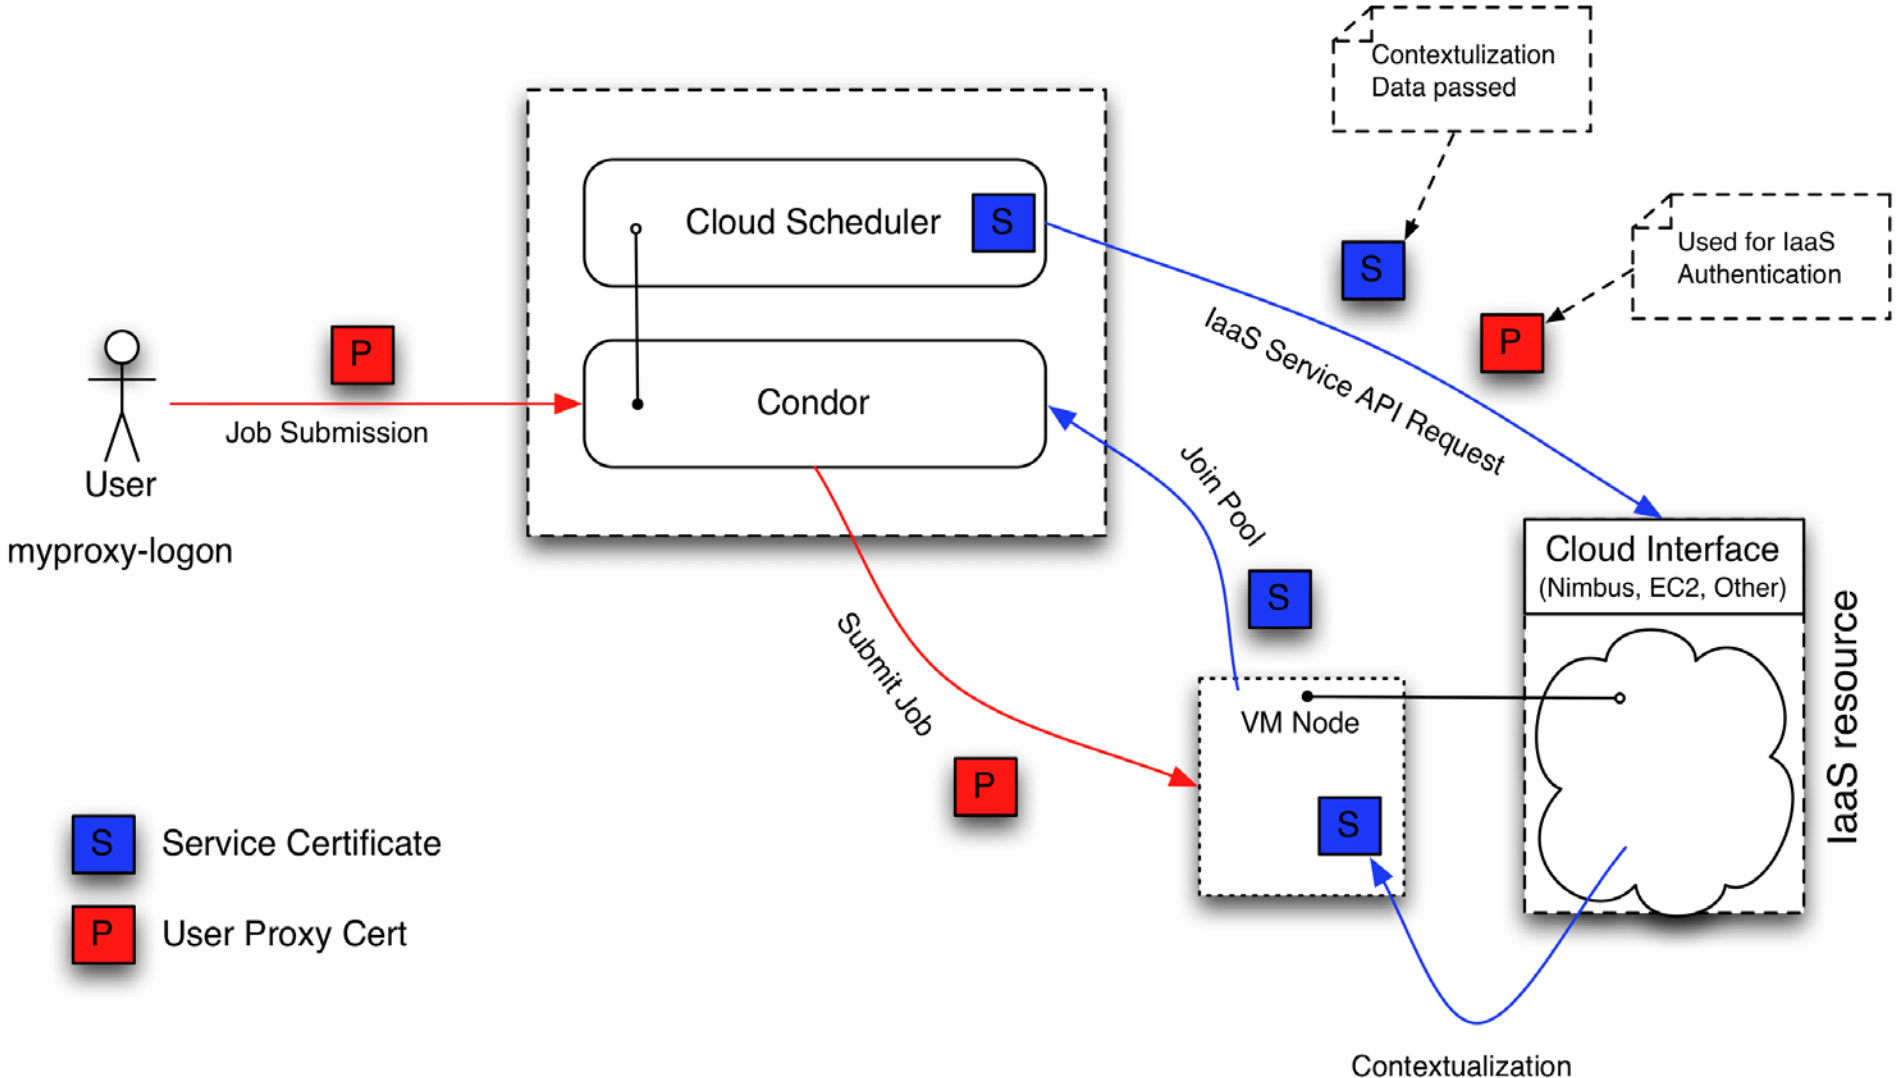 Contextulization
Data passed
Cloud Scheduler
S
S
Used for IaaS
Authentication
P
P
IaaS Service API Request
Condor
Job Submission
User
myproxy-logon
Join Pool
Cloud Interface
(Nimbus, EC2, Other)
S
Submit Job
VM Node
IaaS resource
P
S
S
Service Certificate
P
User Proxy Cert
Contextualization